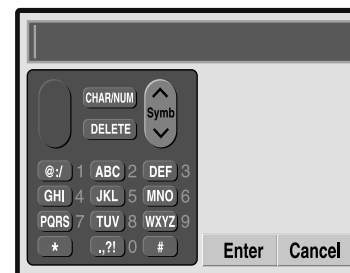 CHAR/NUM
Symb
DELETE
@:/ 1 ABC 2 DEF 3
GHI 4 JKL 5 MNO 6
PQRS 7 TUV 8 WXYZ 9
* .,?! 0 #
Enter Cancel